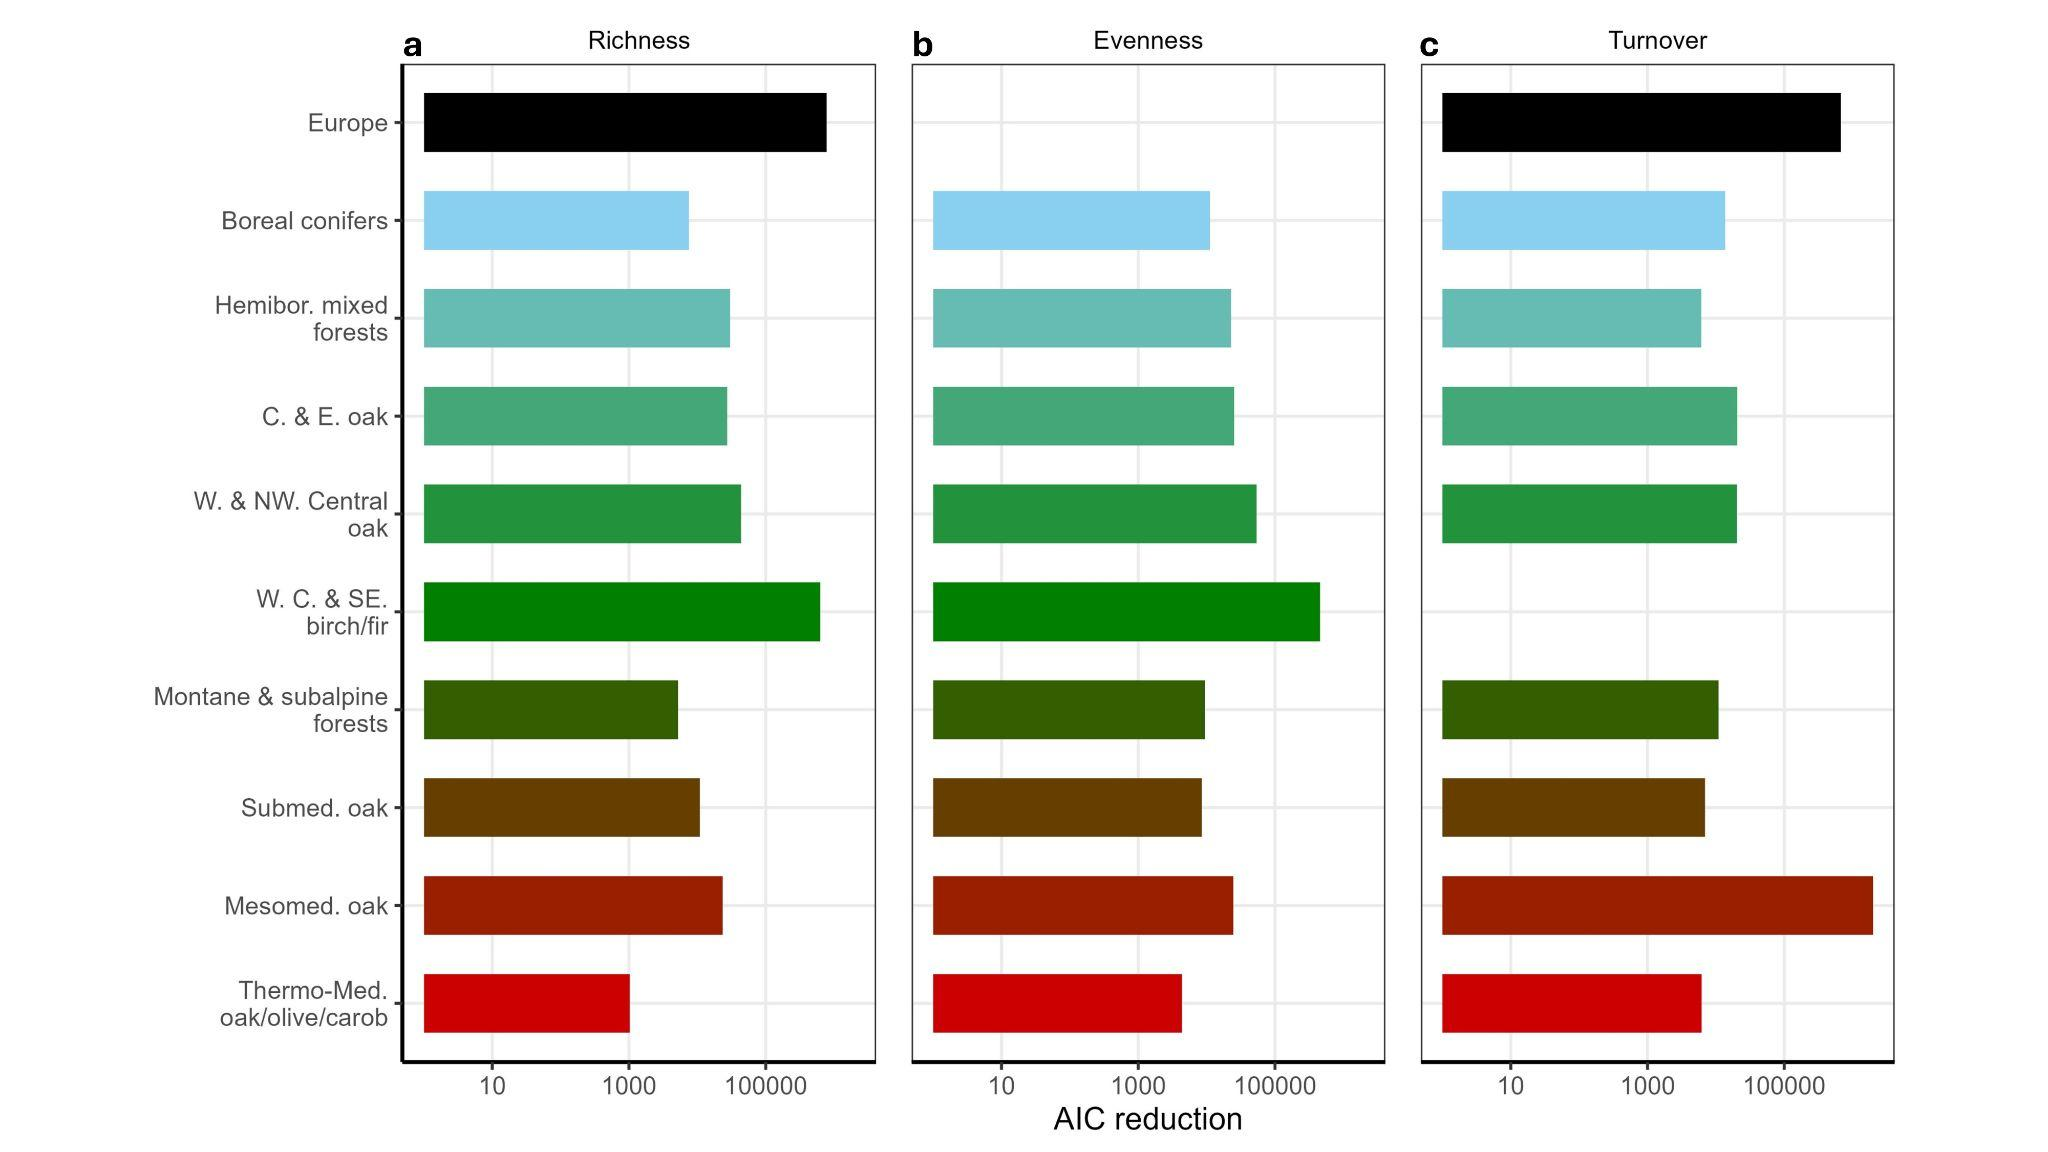 a Richness
b Evenness
c Turnover
Europe
Boreal conifers
Hemibor. mixed
forests
C. & E. oak
W. & NW. Central
oak
W. C. & SE.
birch/fir
Montane & subalpine
forests
Submed. oak
Mesomed. oak
Thermo-Med.
oak/olive/carob
10 1000 100000
10 1000 100000
10 1000 100000
AIC reduction